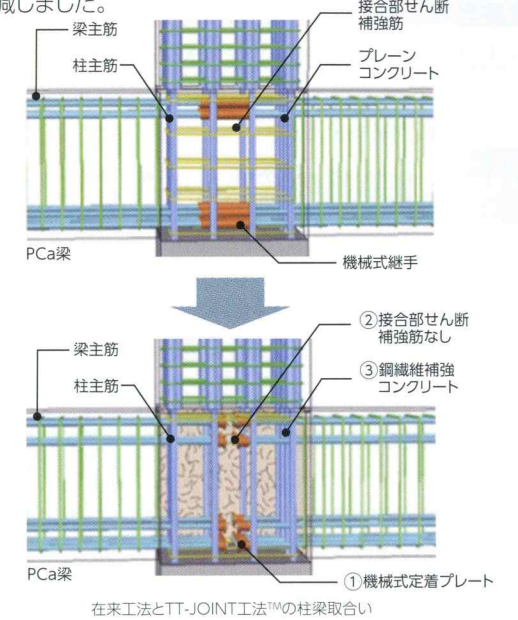 減しました。
接合部せん断
補強筋
梁主筋
プレーン
コンクリート
柱主筋
PCa梁
機械式継手
②接合部せん断
補強筋なし
梁主筋
③鋼繊維補強
コンクリート
柱主筋
PCa梁
①機械式定着プレート
在来工法とTT-JOINT工法™の柱梁取合い